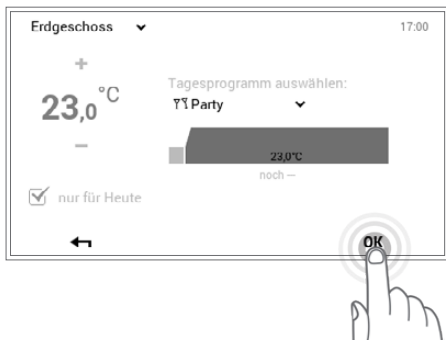 Erdgeschoss
17:00
+
23,0 °C
−
Tagesprogramm auswählen:
Party
23,0°C
noch --
nur für Heute
OK